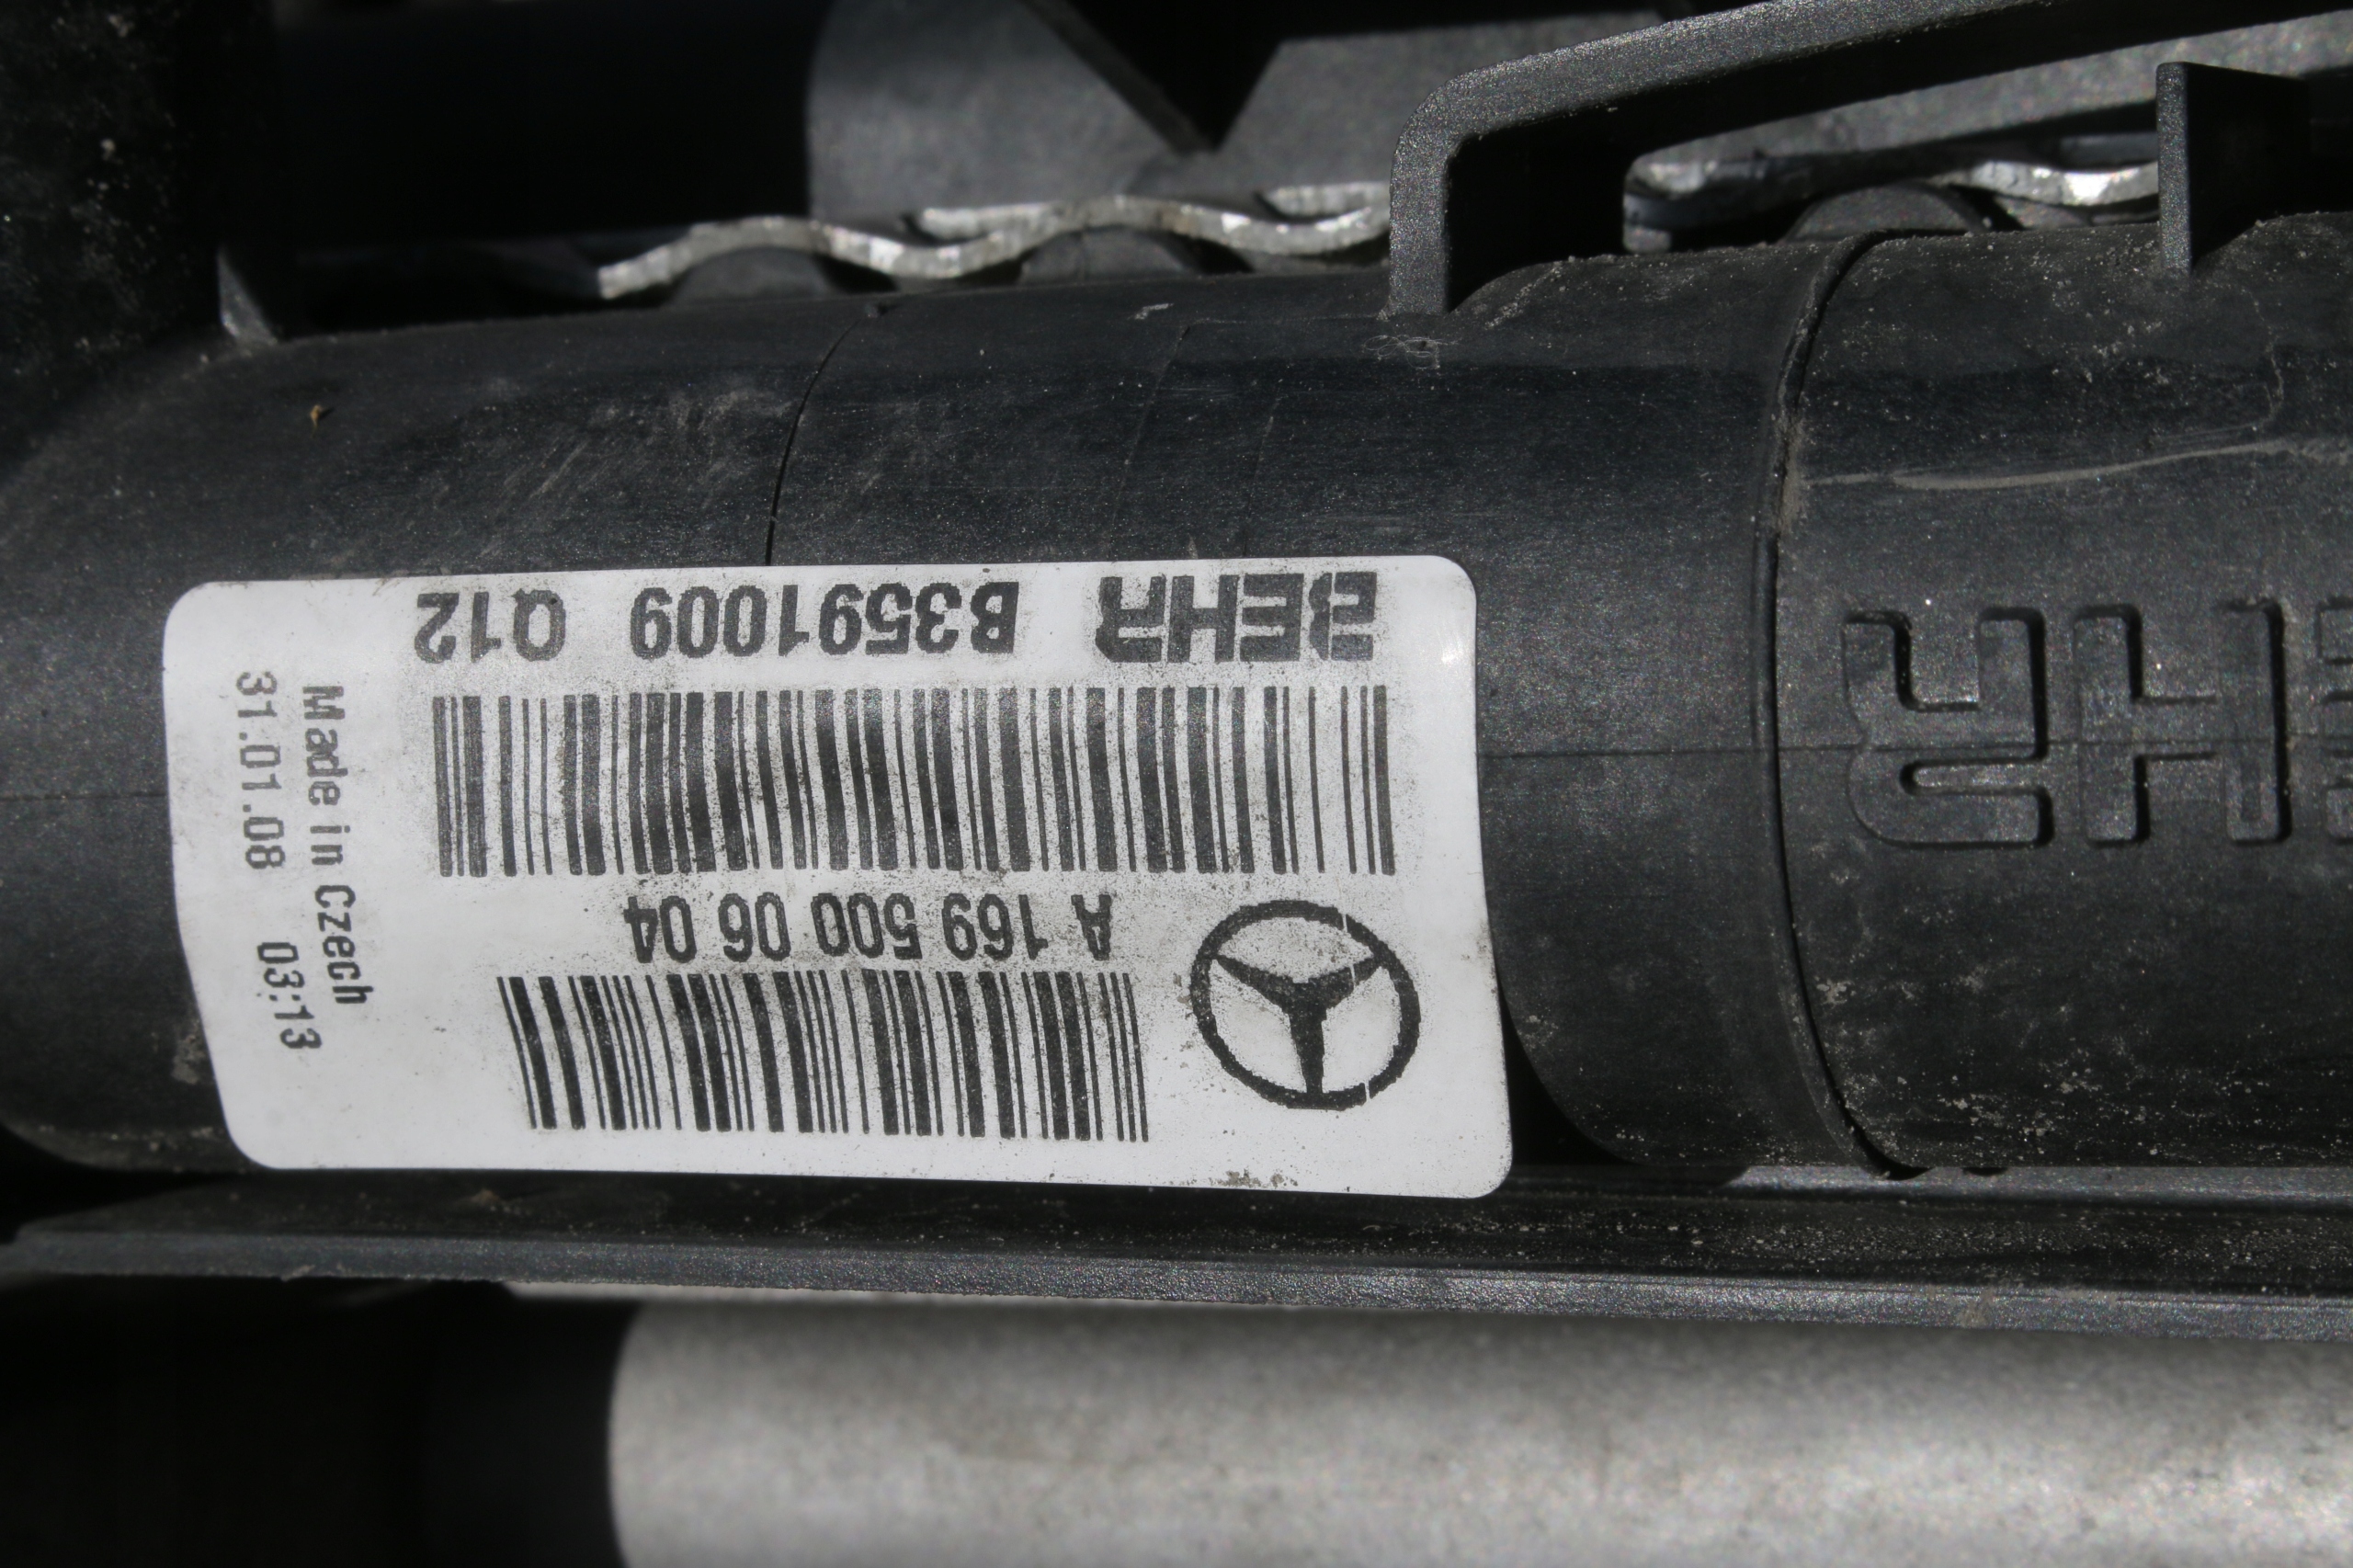 BEHR B3591009 Q12
A 169 500 06 04
Made in Czech
31.01.08 03:13
BEHR